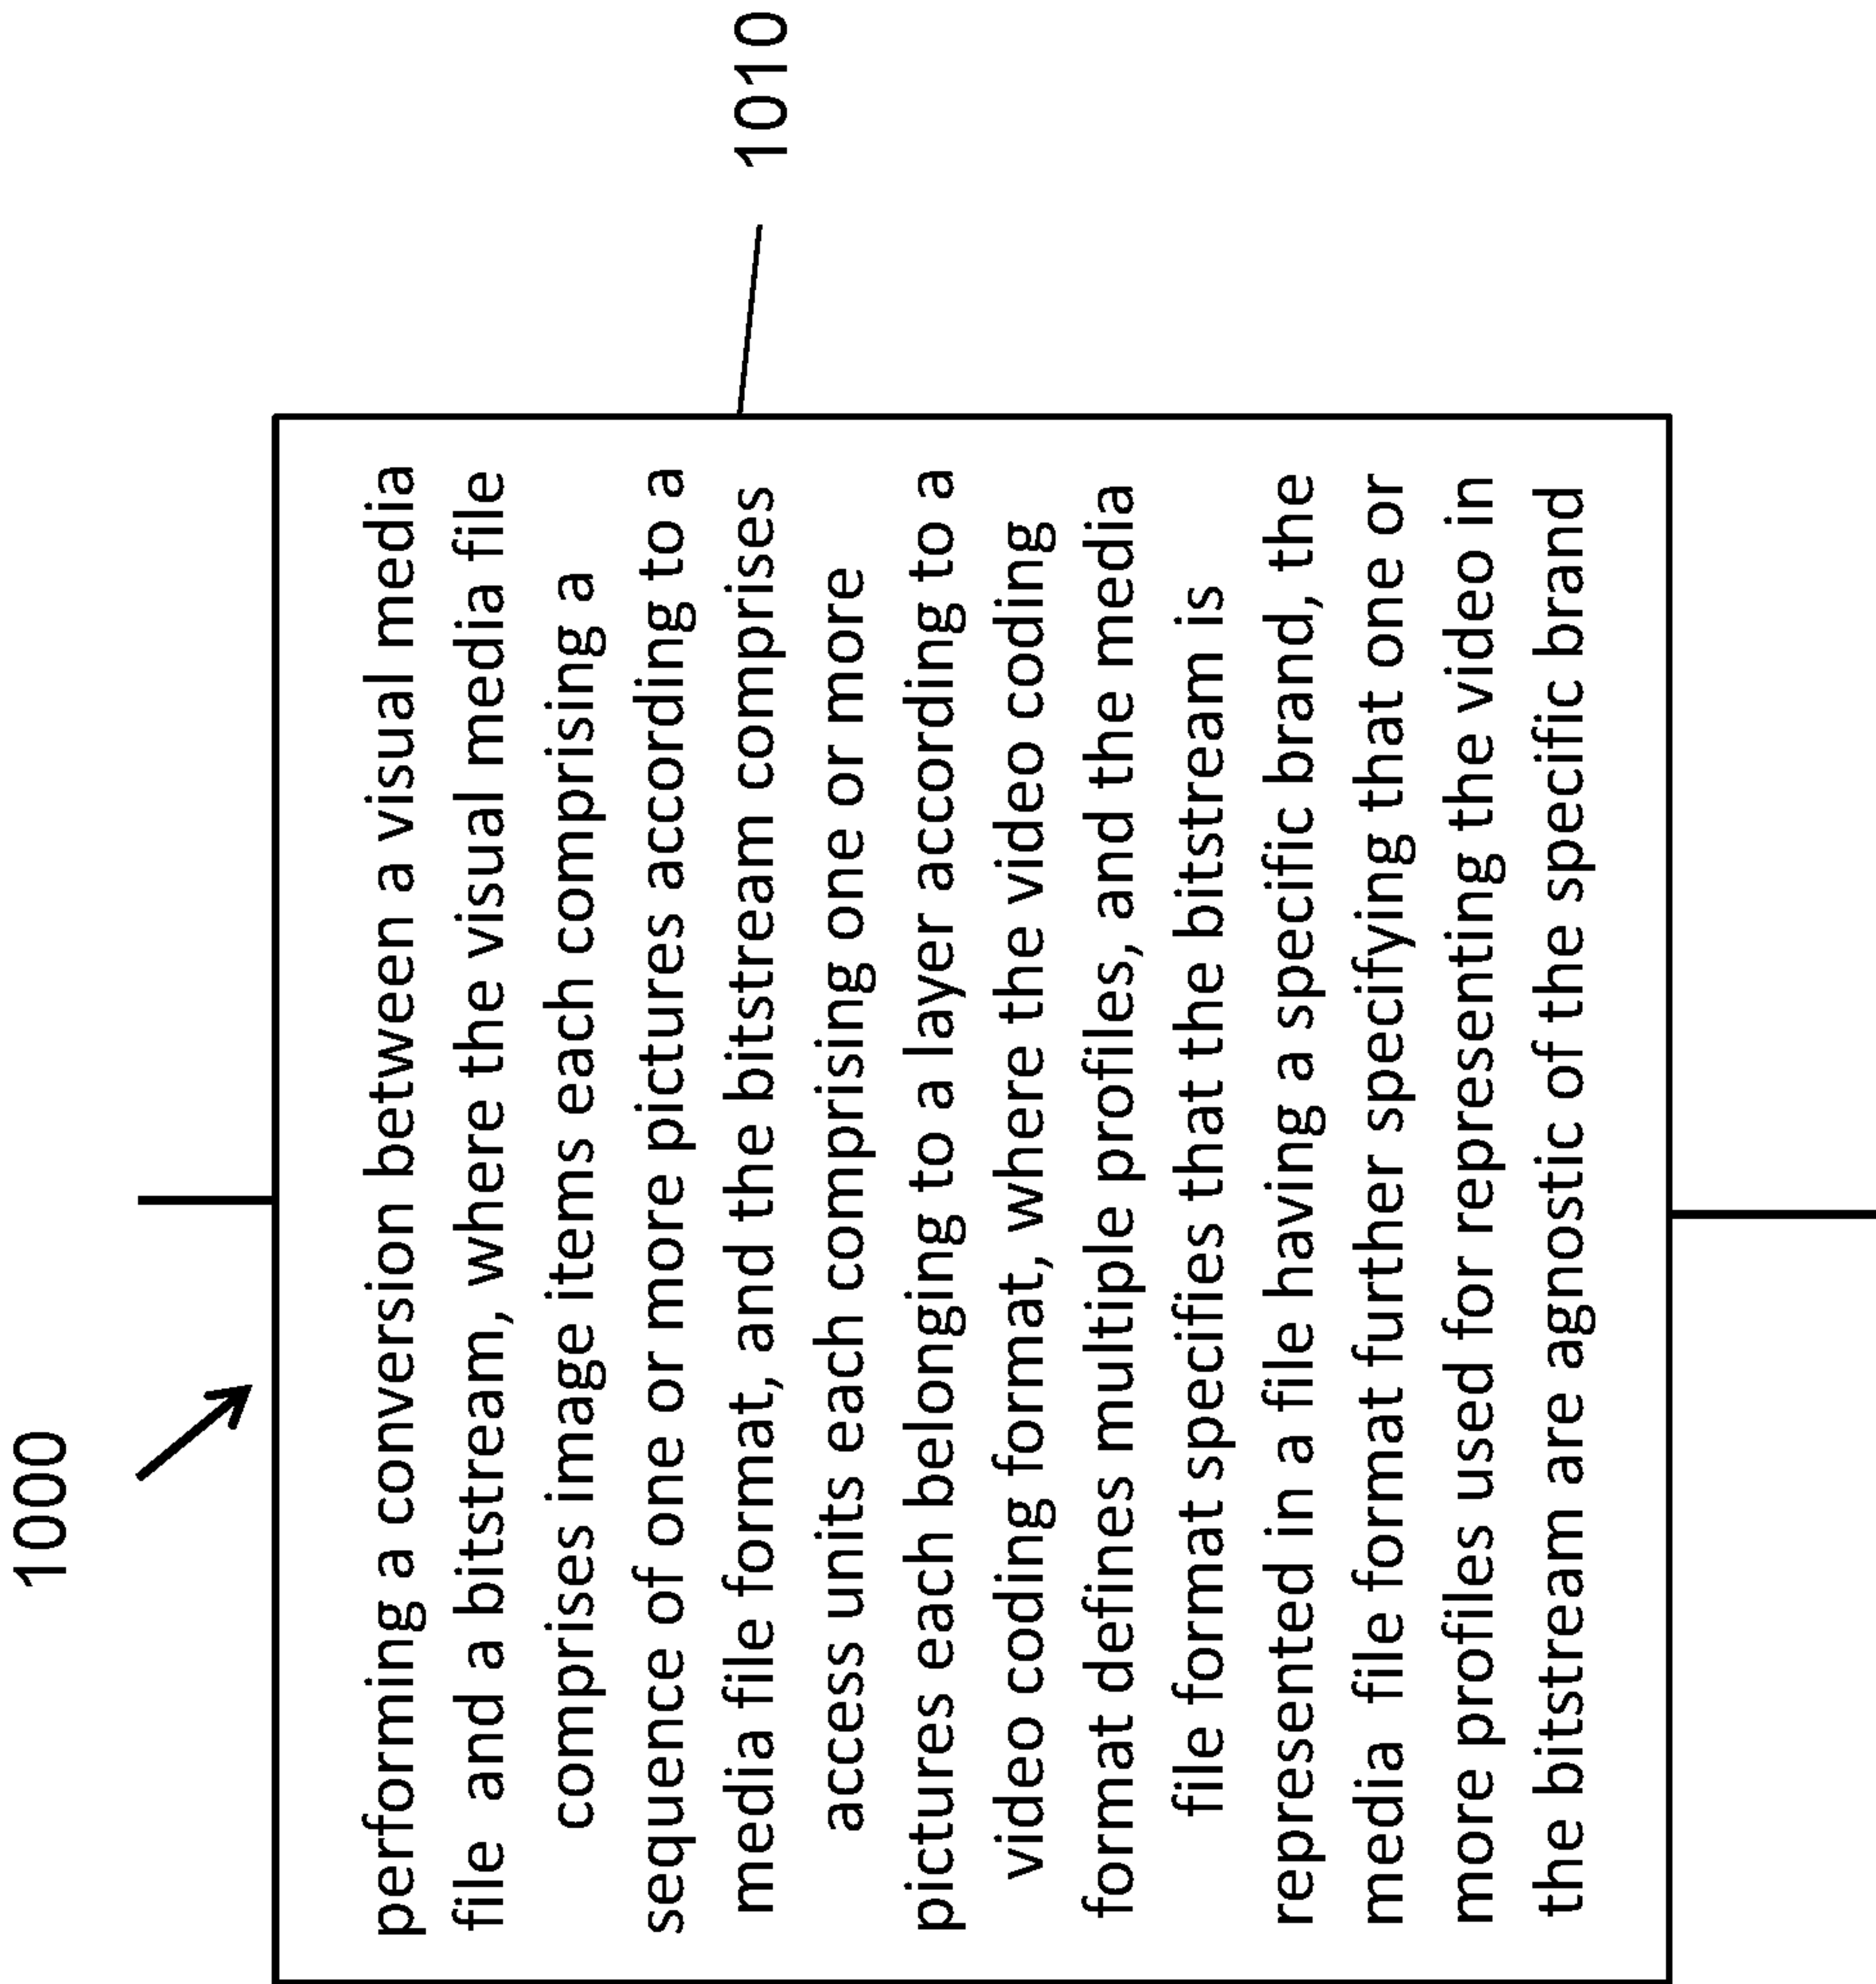 1000
performing a conversion between a visual media
file and a bitstream, where the visual media file
comprises image items each comprising a
sequence of one or more pictures according to a
media file format, and the bitstream comprises
access units each comprising one or more
pictures each belonging to a layer according to a
video coding format, where the video coding
format defines multiple profiles, and the media
file format specifies that the bitstream is
represented in a file having a specific brand, the
media file format further specifying that one or
more profiles used for representing the video in
the bitstream are agnostic of the specific brand
1010